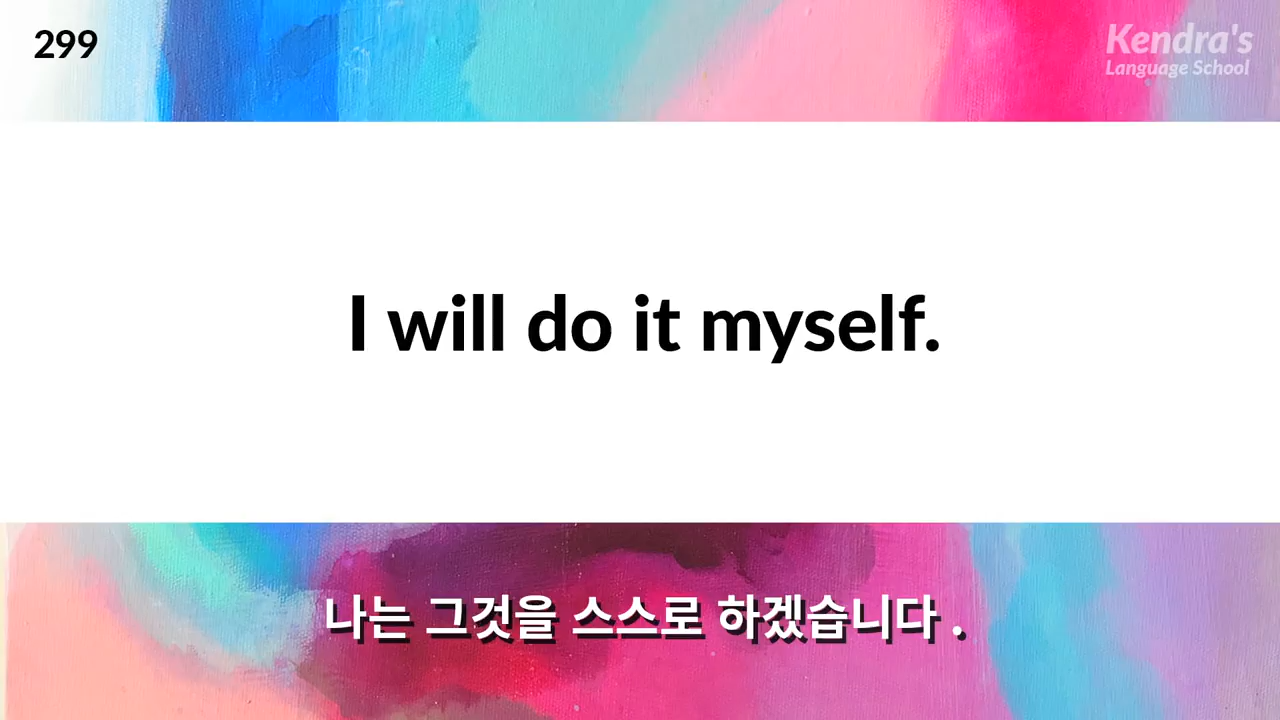 299
Kendra's
Language School
I will do it myself.
나는 그것을 스스로 하겠습니다 .